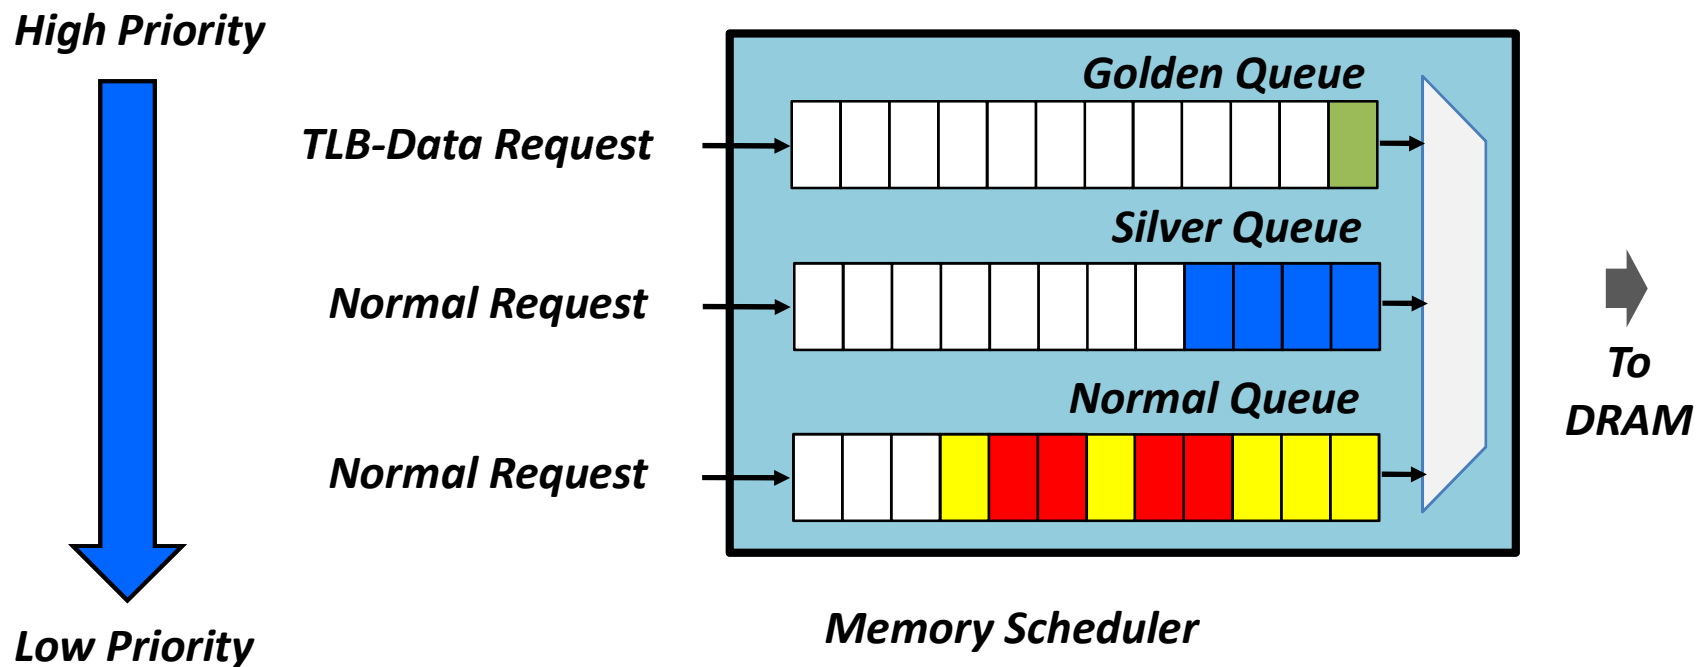 High Priority
Golden Queue
TLB-Data Request
Silver Queue
Normal Request
Normal Queue
Normal Request
To
DRAM
Memory Scheduler
Low Priority